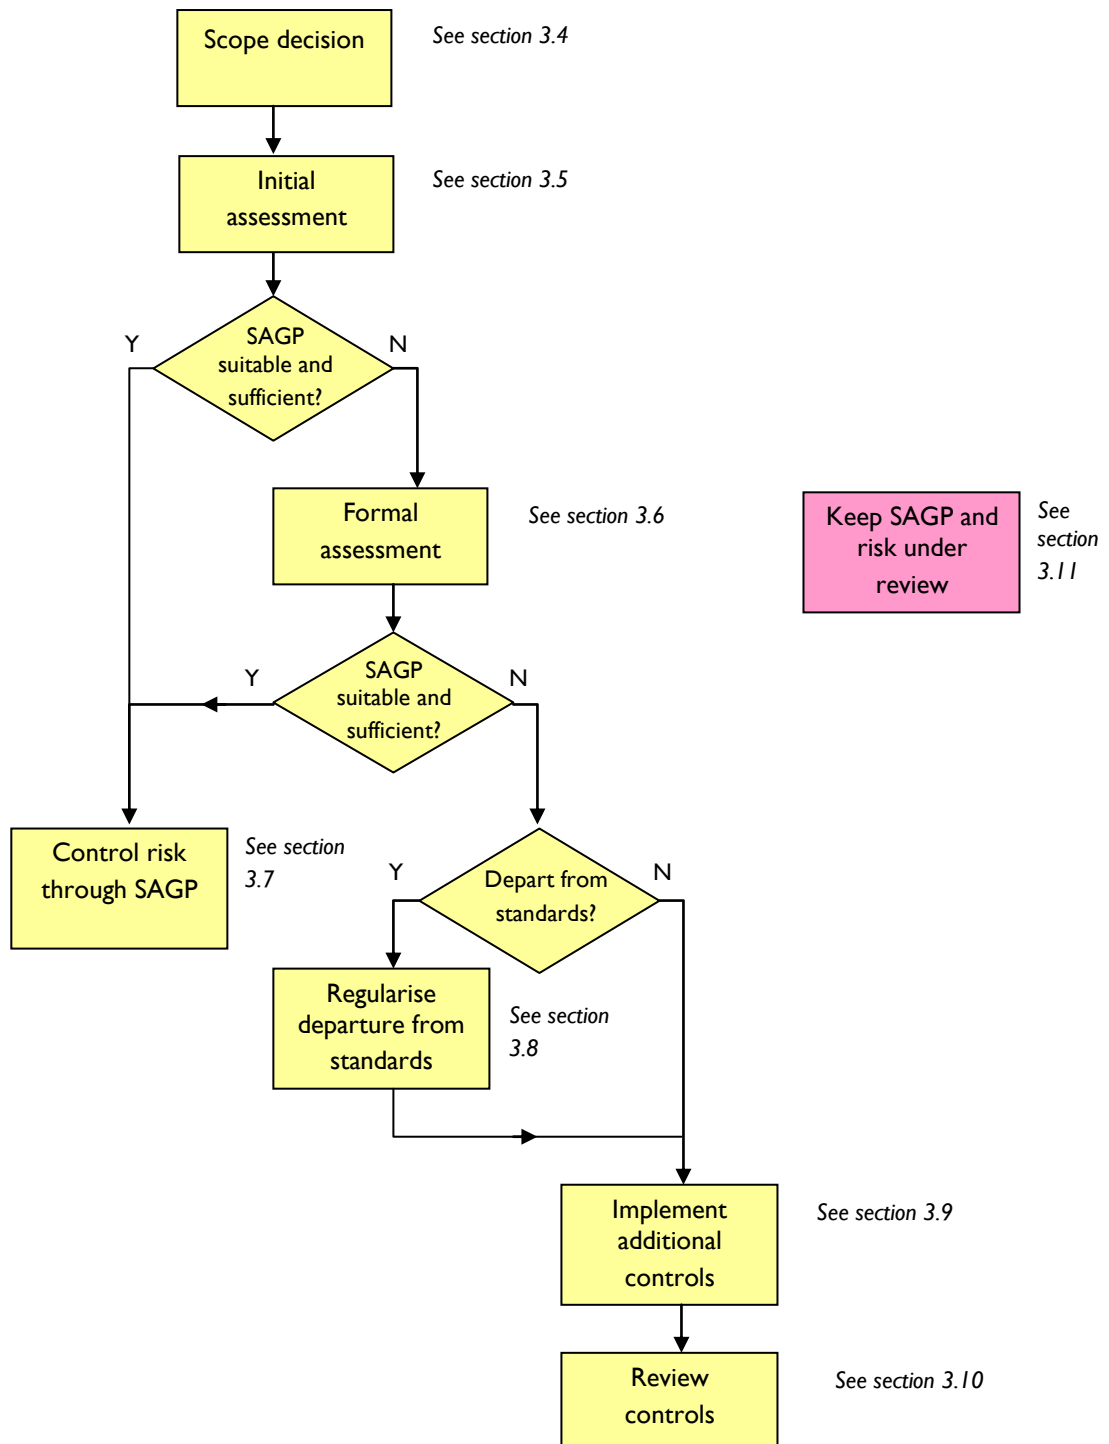 Scope decision
See section 3.4
Initial
assessment
See section 3.5
SAGP
suitable and
sufficient?
Y
N
Formal
assessment
See section 3.6
Keep SAGP and
risk under
review
See
section
3.11
SAGP
suitable and
sufficient?
Y
N
Control risk
through SAGP
See section
3.7
Depart from
standards?
Y
N
Regularise
departure from
standards
See section
3.8
Implement
additional
controls
See section 3.9
Review
controls
See section 3.10